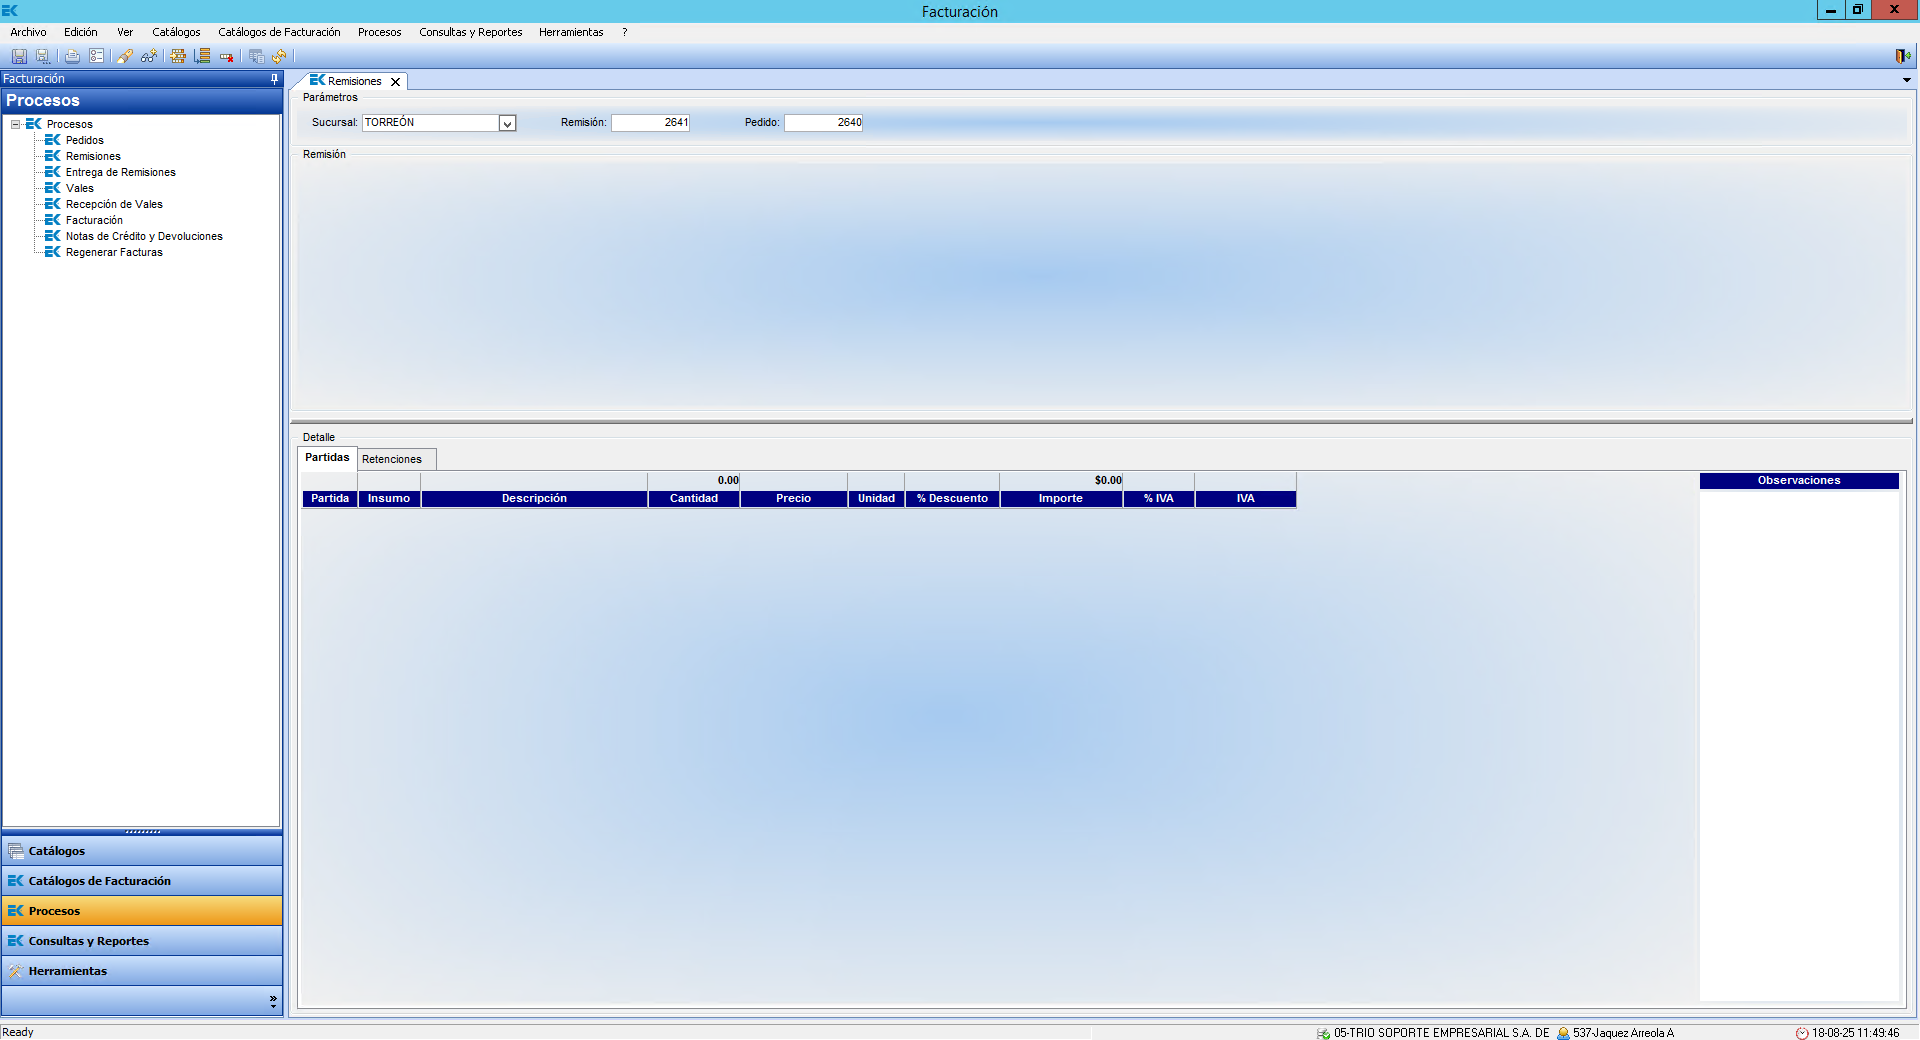 Facturación
Archivo Edición Ver Catálogos Catálogos de Facturación Procesos Consultas y Reportes Herramientas ?
Facturación
Procesos
Procesos
Pedidos
Remisiones
Entrega de Remisiones
Vales
Recepción de Vales
Facturación
Notas de Crédito y Devoluciones
Regenerar Facturas
Catálogos
Catálogos de Facturación
Procesos
Consultas y Reportes
Herramientas
Remisiones
Parámetros
Sucursal: TORREÓN Remisión: 2641 Pedido: 2640
Remisión
Detalle
Partidas Retenciones
0.00 $0.00
Partida Insumo Descripción Cantidad Precio Unidad % Descuento Importe % IVA IVA
Observaciones
Ready 05-TRIO SOPORTE EMPRESARIAL S.A. DE 537-Jaquez Arreola A 18-08-25 11:49:46